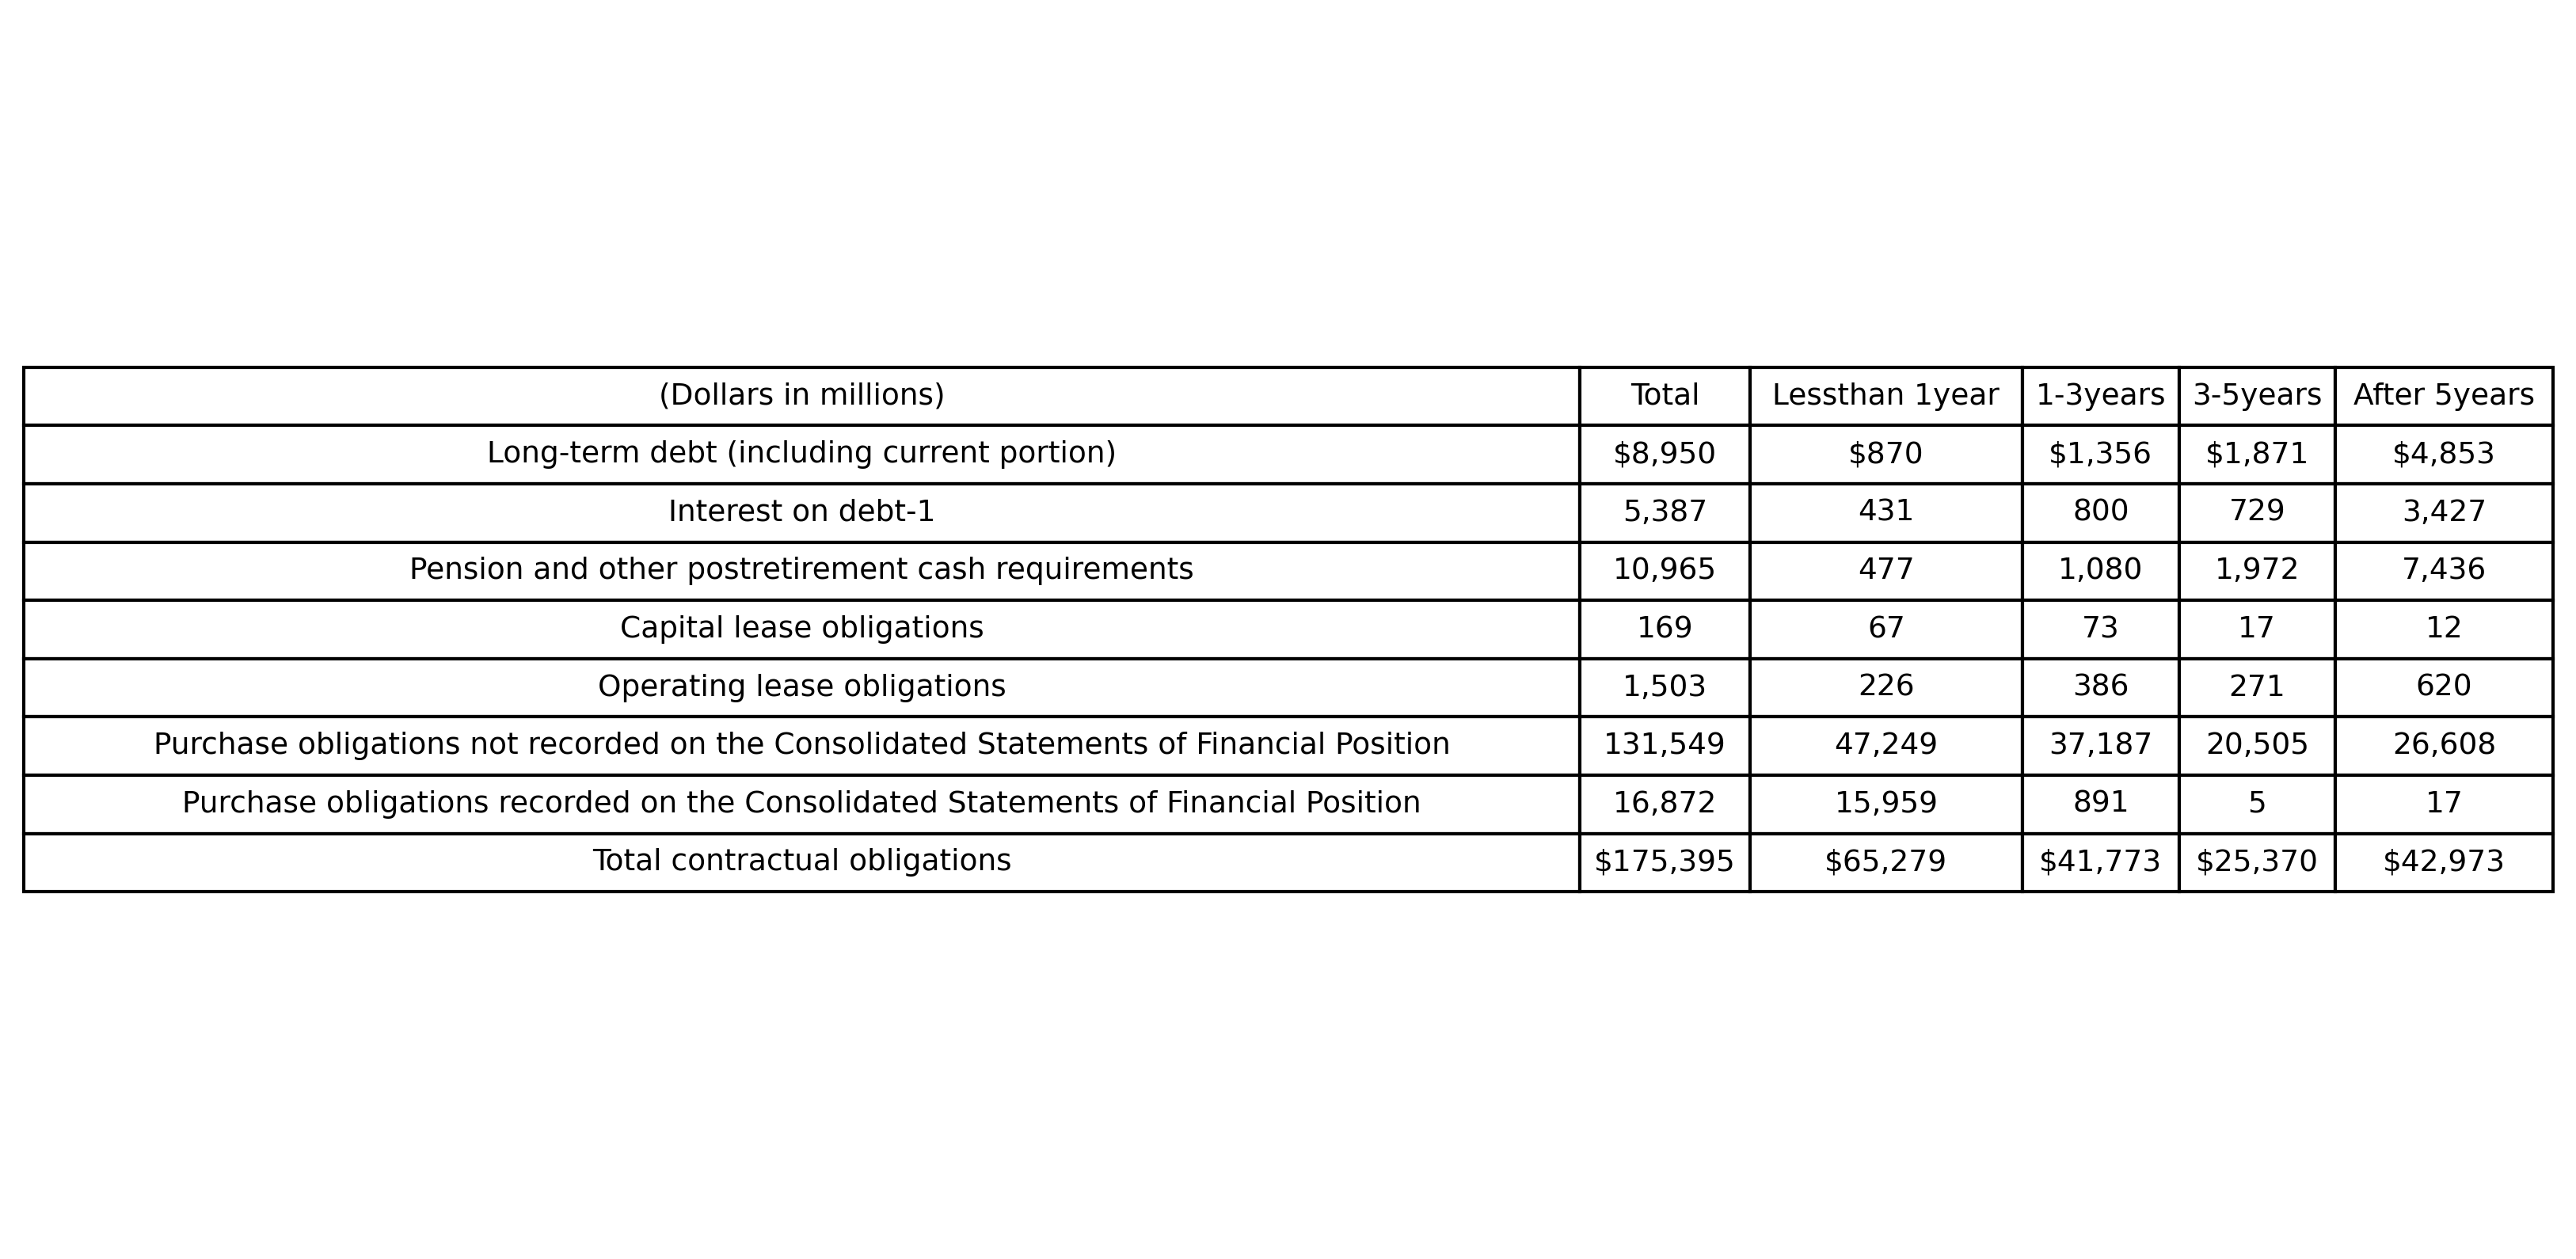 (Dollars in millions) Total Lessthan 1year 1-3years 3-5years After 5years
Long-term debt (including current portion) $8,950 $870 $1,356 $1,871 $4,853
Interest on debt-1 5,387 431 800 729 3,427
Pension and other postretirement cash requirements 10,965 477 1,080 1,972 7,436
Capital lease obligations 169 67 73 17 12
Operating lease obligations 1,503 226 386 271 620
Purchase obligations not recorded on the Consolidated Statements of Financial Position 131,549 47,249 37,187 20,505 26,608
Purchase obligations recorded on the Consolidated Statements of Financial Position 16,872 15,959 891 5 17
Total contractual obligations $175,395 $65,279 $41,773 $25,370 $42,973